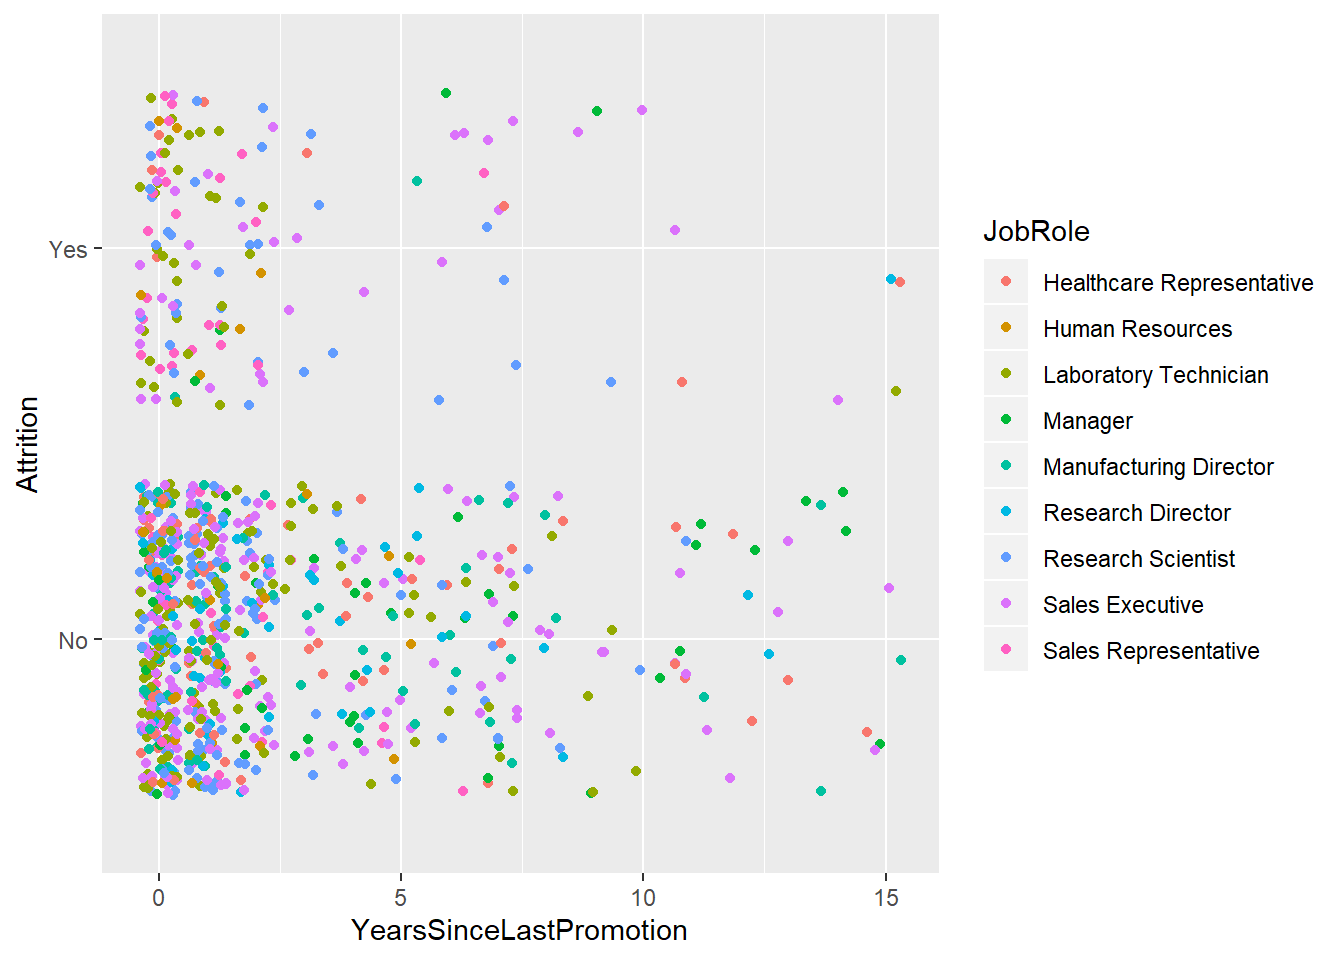 Yes
No
Attrition
0
5
10
15
YearsSinceLastPromotion
JobRole
Healthcare Representative
Human Resources
Laboratory Technician
Manager
Manufacturing Director
Research Director
Research Scientist
Sales Executive
Sales Representative